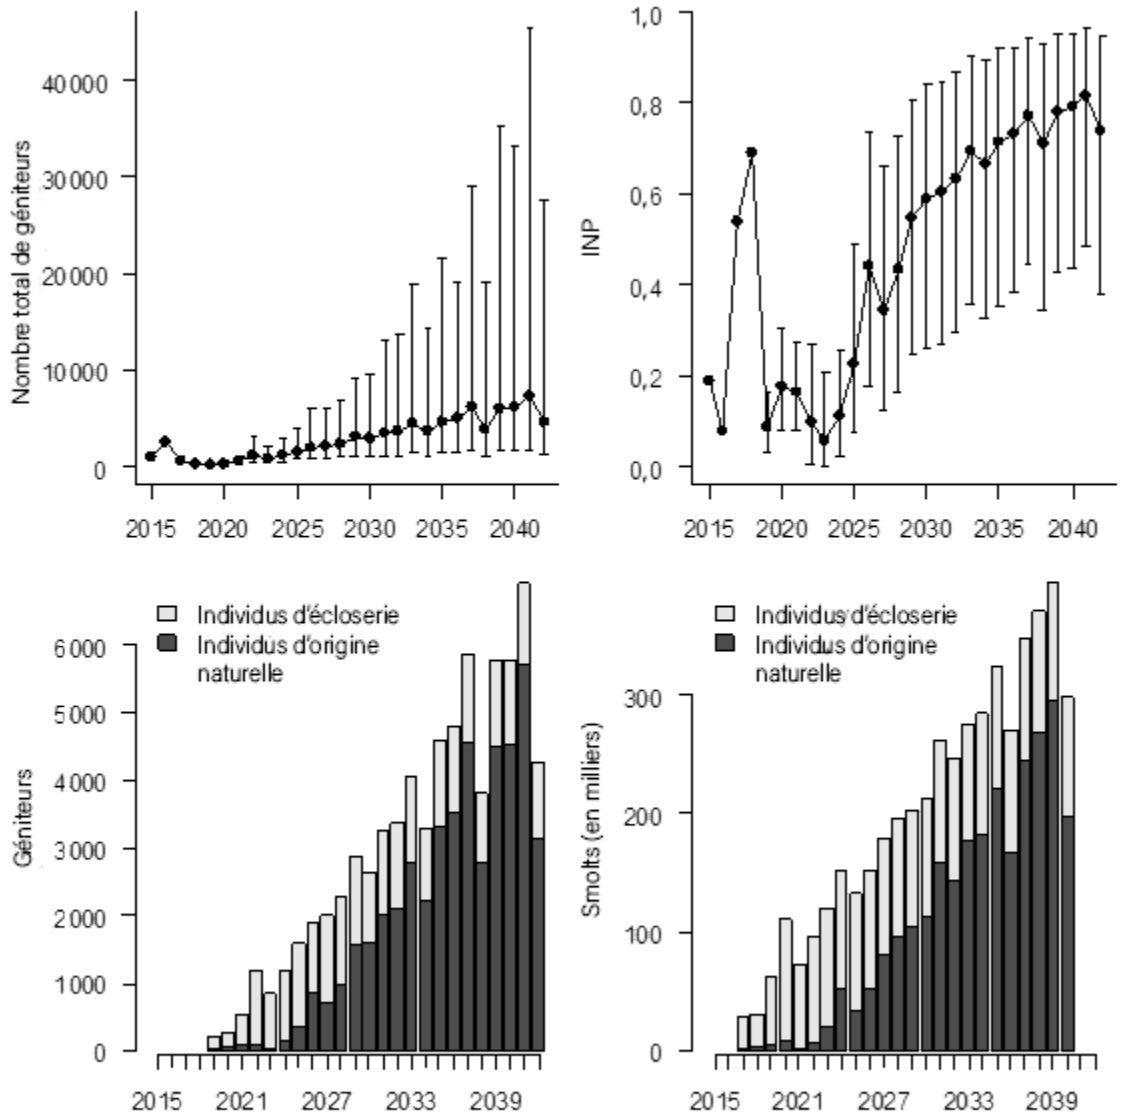 Nombre total de géniteurs
40 000
30 000
20 000
10 000
0
2015 2020 2025 2030 2035 2040
INP
1,0
0,8
0,6
0,4
0,2
0,0
2015 2020 2025 2030 2035 2040
Géniteurs
Individus d'écloserie
Individus d'origine
naturelle
6 000
5 000
4 000
3 000
2 000
1 000
0
2015 2021 2027 2033 2039
Smolts (en milliers)
Individus d'écloserie
Individus d'origine
naturelle
300
200
100
0
2015 2021 2027 2033 2039